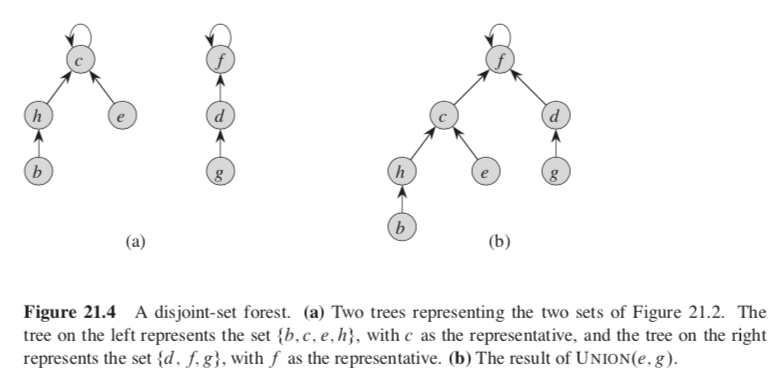 c
f
f
h
e
d
c
d
b
g
h
e
g
b
(a)
(b)
Figure 21.4 A disjoint-set forest. (a) Two trees representing the two sets of Figure 21.2. The
tree on the left represents the set {b, c, e, h}, with c as the representative, and the tree on the right
represents the set {d, f, g}, with f as the representative. (b) The result of UNION(e, g).